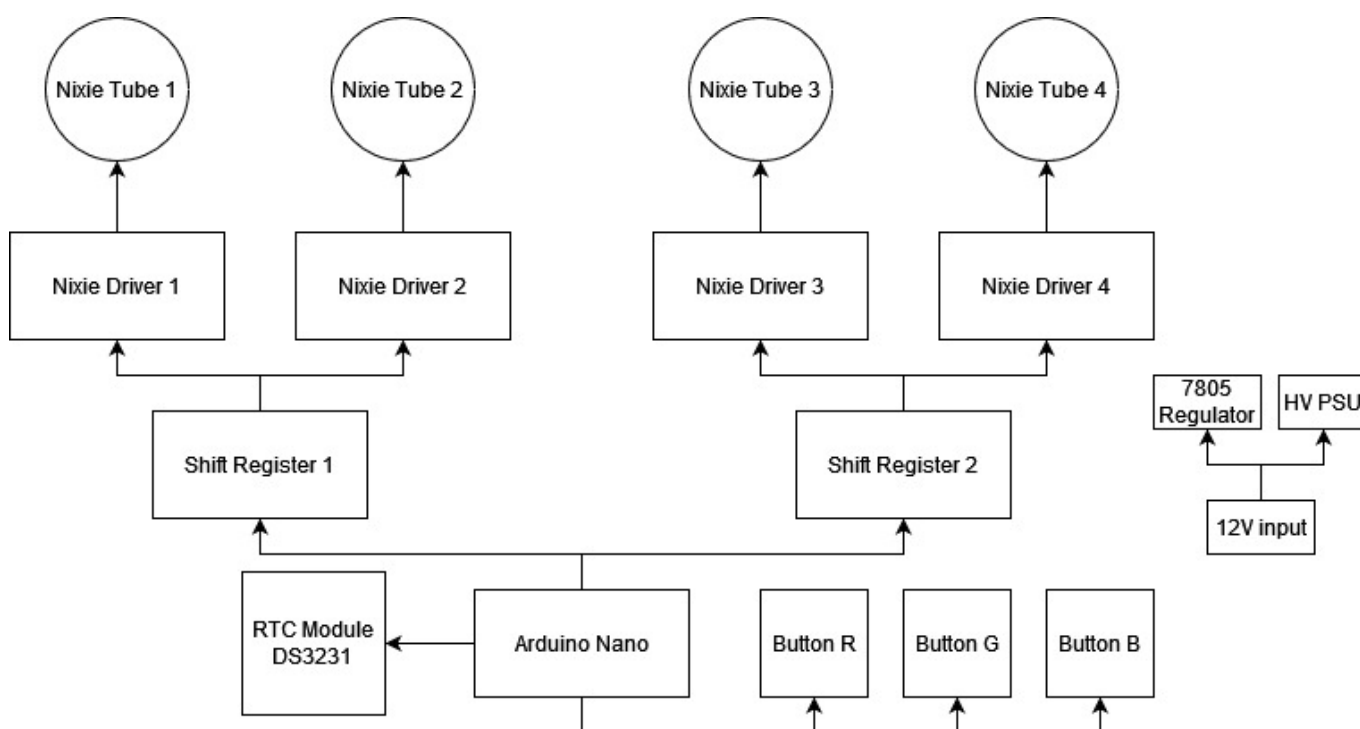 Nixie Tube 1
Nixie Tube 2
Nixie Tube 3
Nixie Tube 4
Nixie Driver 1
Nixie Driver 2
Nixie Driver 3
Nixie Driver 4
7805
Regulator
HV PSU
Shift Register 1
Shift Register 2
12V input
RTC Module
DS3231
Arduino Nano
Button R
Button G
Button B